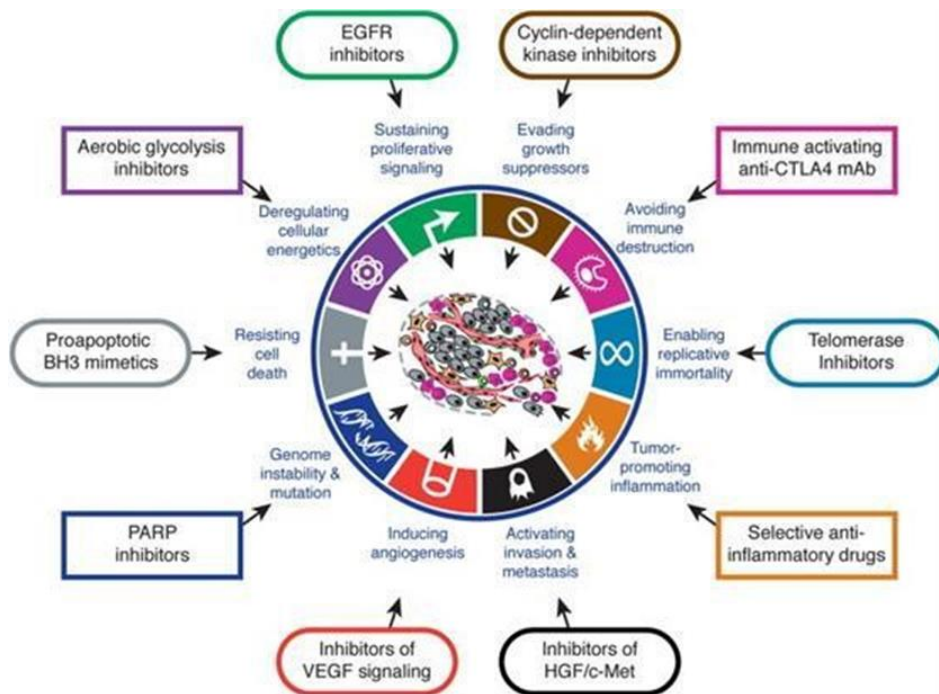 EGFR
inhibitors
Cyclin-dependent
kinase inhibitors
Sustaining
proliferative
signaling
Evading
growth
suppressors
Aerobic glycolysis
inhibitors
Immune activating
anti-CTLA4 mAb
Deregulating
cellular
energetics
Avoiding
immune
destruction
Proapoptotic
BH3 mimetics
Resisting
cell
death
Enabling
replicative
immortality
Telomerase
Inhibitors
Genome
instability &
mutation
Tumor-
promoting
inflammation
PARP
inhibitors
Inducing
angiogenesis
Activating
invasion &
metastasis
Selective anti-
inflammatory drugs
Inhibitors of
VEGF signaling
Inhibitors of
HGF/c-Met